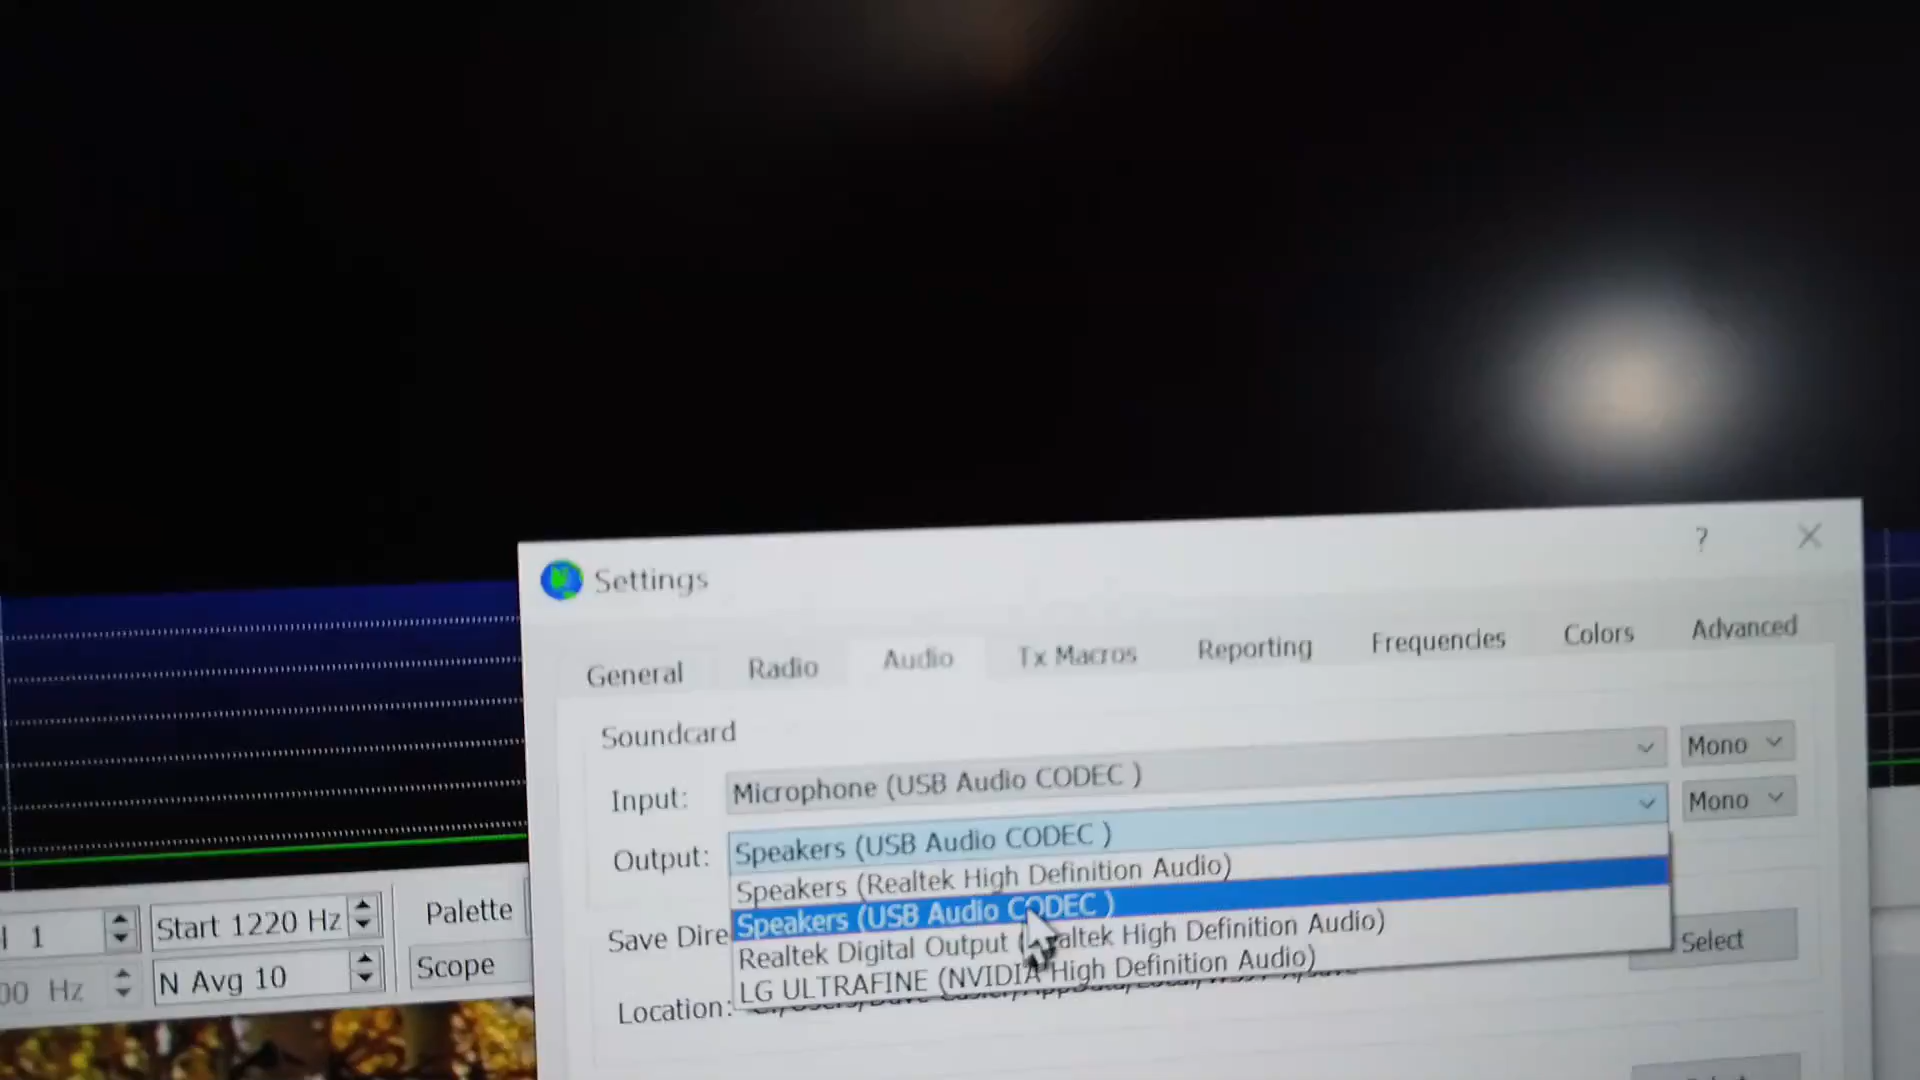 ?
Settings
General Radio Audio Tx Macros Reporting Frequencies Colors Advanced
Soundcard
Input: Microphone (USB Audio CODEC ) Mono
Output: Speakers (USB Audio CODEC ) Mono
Speakers (Realtek High Definition Audio)
Speakers (USB Audio CODEC )
Realtek Digital Output (Realtek High Definition Audio)
LG ULTRAFINE (NVIDIA High Definition Audio)
Save Dire
Select
Location:
1 Start 1220 Hz Palette
00 Hz N Avg 10 Scope